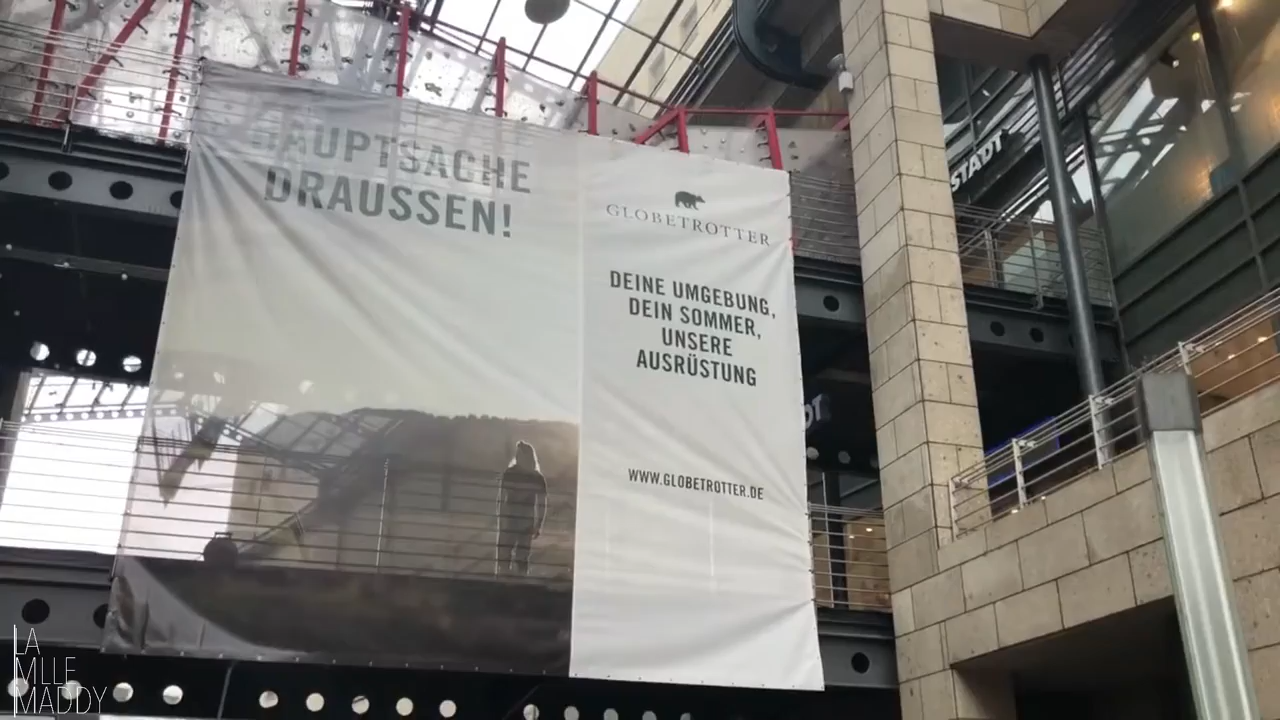 HAUPTSACHE
DRAUSSEN!
GLOBETROTTER
DEINE UMGEBUNG,
DEIN SOMMER,
UNSERE
AUSRÜSTUNG
WWW.GLOBETROTTER.DE
STADT
LA
MLLE
MADDY